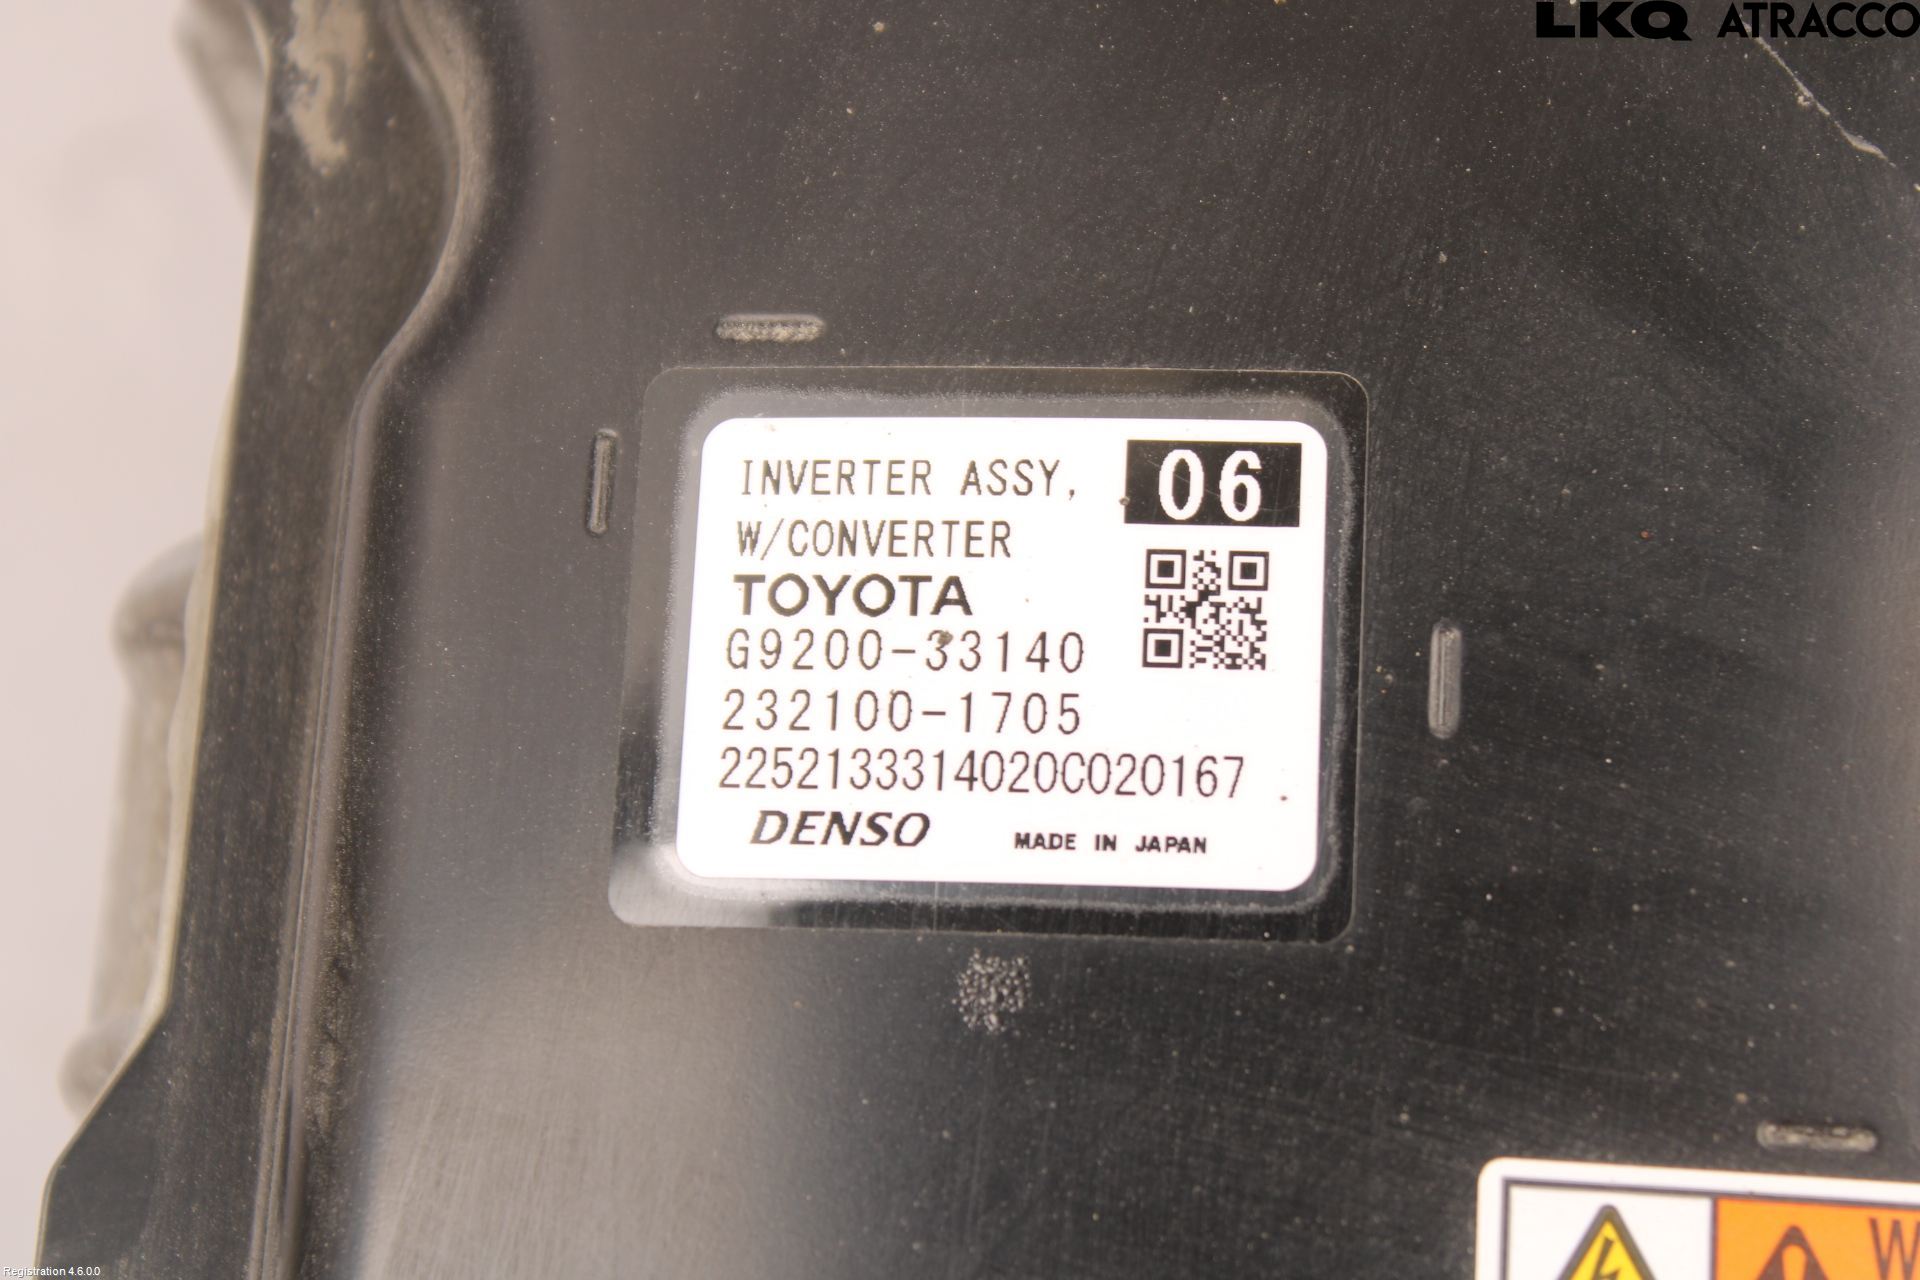 LKQ ATRACCO
INVERTER ASSY,
06
W/CONVERTER
TOYOTA
G9200-33140
232100-1705
2252133314020C020167
DENSO
MADE IN JAPAN
W
Registration 4.6.0.0